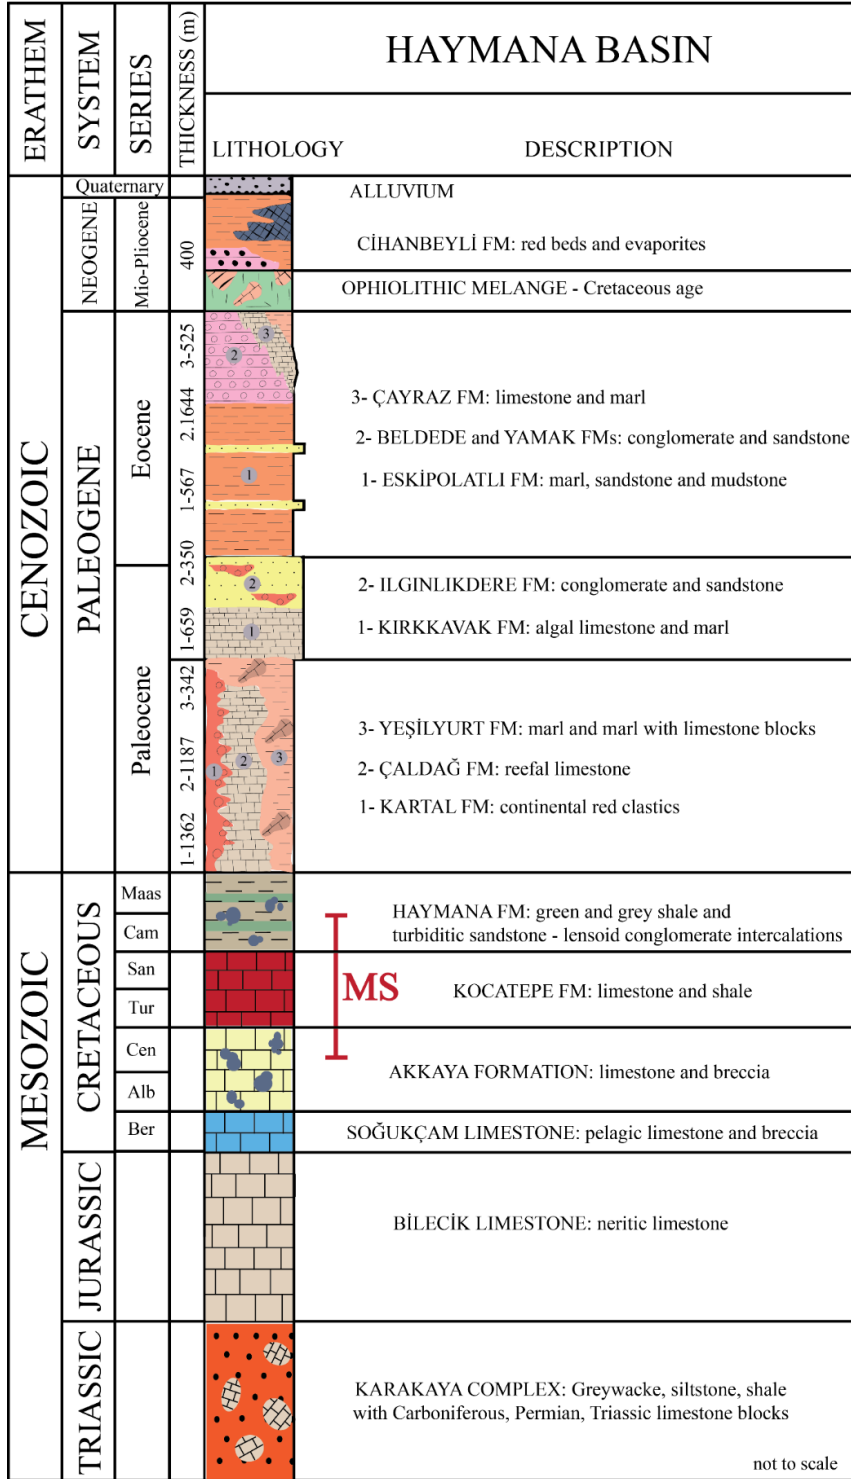 ERATHEM
SYSTEM
SERIES
THICKNESS (m)
HAYMANA BASIN
LITHOLOGY
DESCRIPTION
CENOZOIC
Quaternary
ALLUVIUM
NEOGENE
Mio-Pliocene
400
CİHANBEYLİ FM: red beds and evaporites
OPHIOLITHIC MELANGE - Cretaceous age
PALEOGENE
Eocene
3-525
2.1644
1-567
3
2
1
3- ÇAYRAZ FM: limestone and marl
2- BELDEDE and YAMAK FMs: conglomerate and sandstone
1- ESKİPOLATLI FM: marl, sandstone and mudstone
Paleocene
2-350
1-659
2
1
2- ILGINLIKDERE FM: conglomerate and sandstone
1- KIRKKAVAK FM: algal limestone and marl
3-342
2-1187
1-1362
1
2
3
3- YEŞİLYURT FM: marl and marl with limestone blocks
2- ÇALDAĞ FM: reefal limestone
1- KARTAL FM: continental red clastics
MESOZOIC
CRETACEOUS
Maas
Cam
HAYMANA FM: green and grey shale and
turbiditic sandstone - lensoid conglomerate intercalations
San
Tur
MS
KOCATEPE FM: limestone and shale
Cen
Alb
AKKAYA FORMATION: limestone and breccia
Ber
SOĞUKÇAM LIMESTONE: pelagic limestone and breccia
JURASSIC
BİLECİK LIMESTONE: neritic limestone
TRIASSIC
KARAKAYA COMPLEX: Greywacke, siltstone, shale
with Carboniferous, Permian, Triassic limestone blocks
not to scale